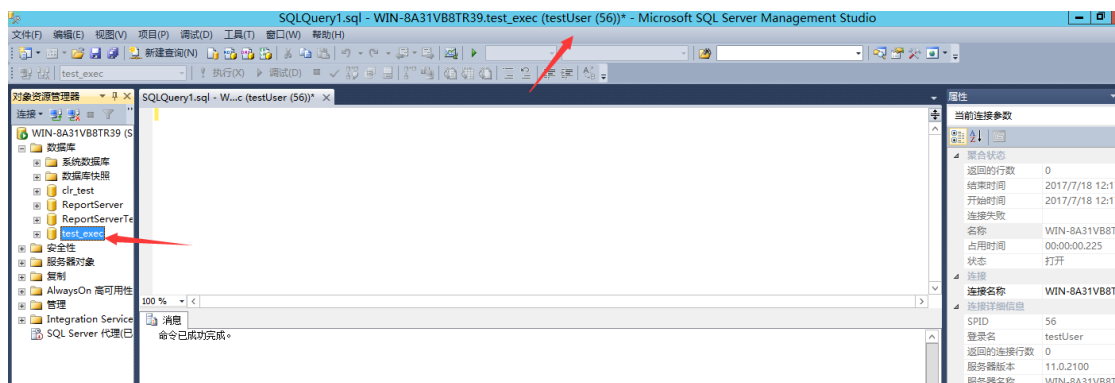 SQLQuery1.sql - WIN-8A31VB8TR39.test_exec (testUser (56))* - Microsoft SQL Server Management Studio
文件(F) 编辑(E) 视图(V) 项目(P) 调试(D) 工具(T) 窗口(W) 帮助(H)
新建查询(N)
test_exec 执行(X) 调试(D)
对象资源管理器
SQLQuery1.sql - W...c (testUser (56))*
属性
连接
当前连接参数
WIN-8A31VB8TR39 (S
数据库
系统数据库
数据库快照
clr_test
ReportServer
ReportServerTe
test_exec
安全性
服务器对象
复制
AlwaysOn 高可用性
管理
Integration Service
SQL Server 代理(已
100 %
消息
命令已成功完成。
聚合状态
返回的行数 0
结束时间 2017/7/18 12:1
开始时间 2017/7/18 12:1
连接失败
名称 WIN-8A31VB8T
占用时间 00:00:00.225
状态 打开
连接
连接名称 WIN-8A31VB8T
连接详细信息
SPID 56
登录名 testUser
返回的连接行数 0
服务器版本 11.0.2100
服务器名称 WIN-8A31VB8T